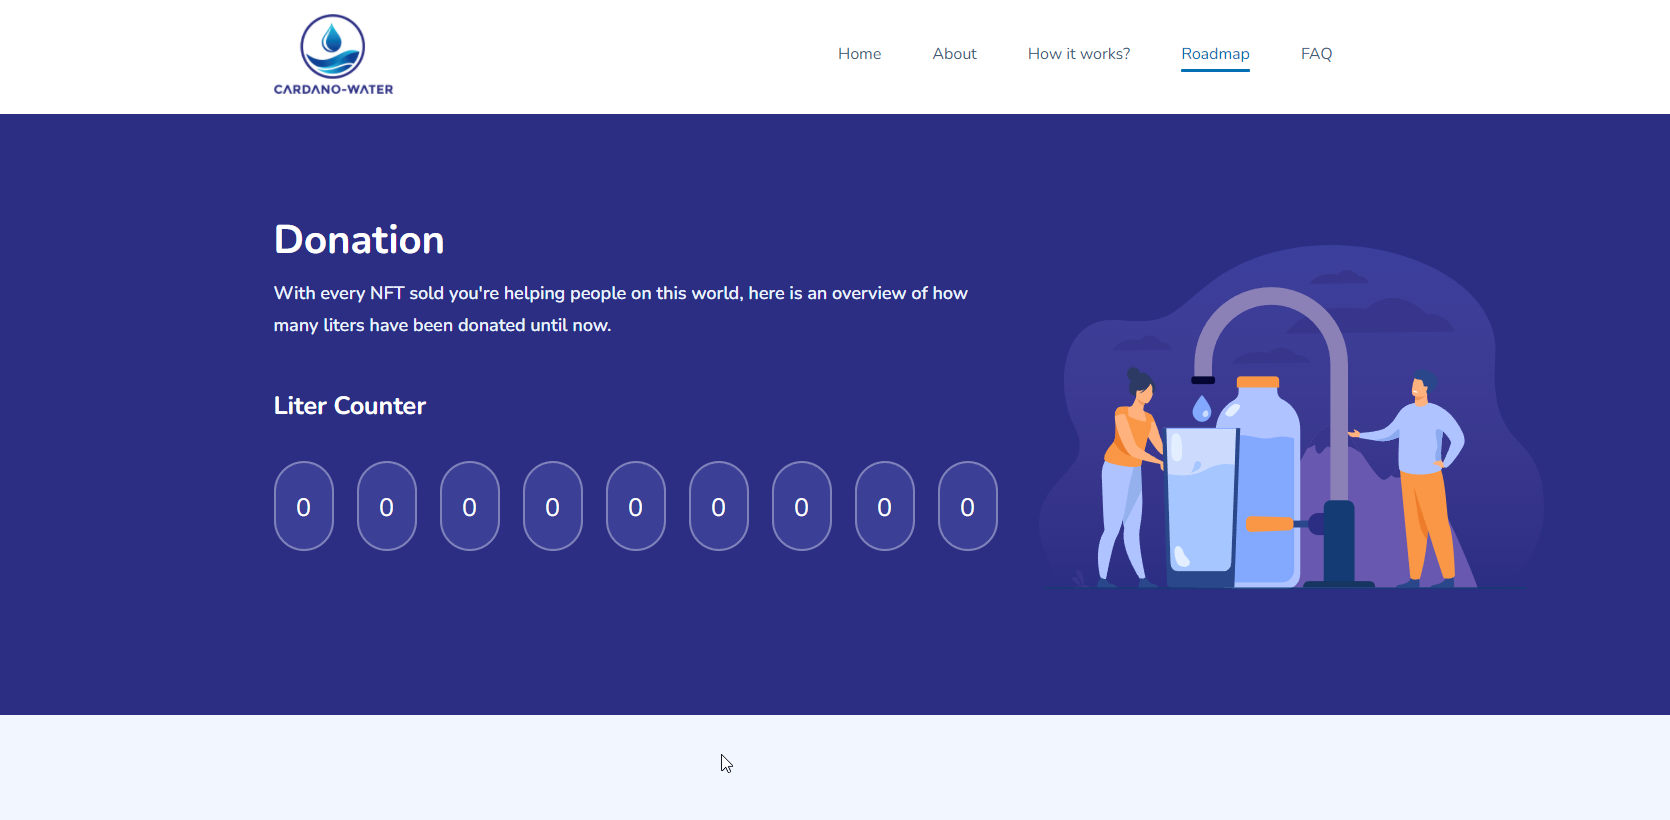 CARDANO-WATER
Home About How it works? Roadmap FAQ
Donation
With every NFT sold you're helping people on this world, here is an overview of how
many liters have been donated until now.
Liter Counter
0 0 0 0 0 0 0 0 0